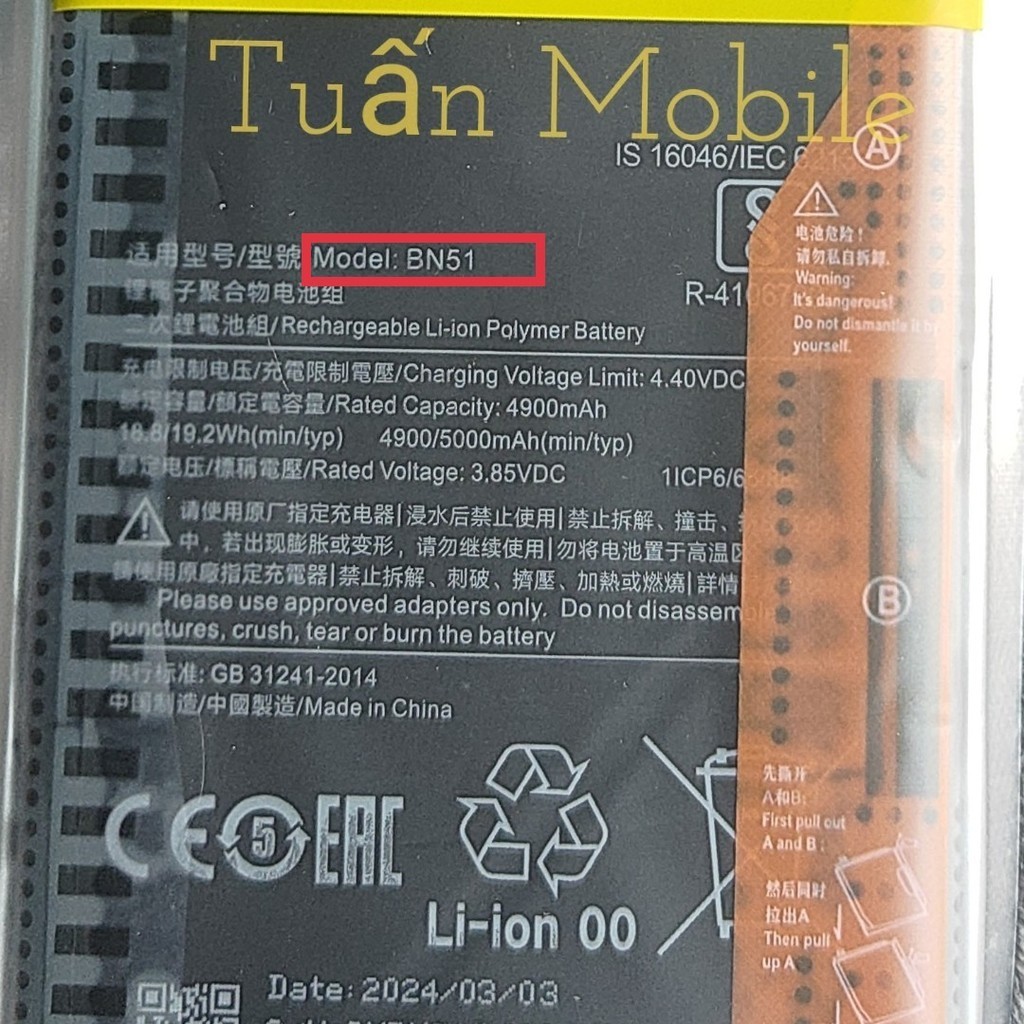 Tuấn Mobile
IS 16046/IEC
A
适用型号/型號 Model: BN51
锂离子聚合物电池组
R-41067
二次鋰電池組/Rechargeable Li-ion Polymer Battery
电池危险!
请勿私自拆卸.
Warning:
It's dangerous!
Do not dismantle it by
yourself.
充电限制电压/充電限制電壓/Charging Voltage Limit: 4.40VDC
额定容量/額定電容量/Rated Capacity: 4900mAh
18.8/19.2Wh(min/typ) 4900/5000mAh(min/typ)
额定电压/標稱電壓/Rated Voltage: 3.85VDC
1ICP6/6
请使用原厂指定充电器|浸水后禁止使用|禁止拆解、撞击、
中，若出现膨胀或变形，请勿继续使用|勿将电池置于高温区
請使用原廠指定充電器|禁止拆解、刺破、擠壓、加熱或燃燒|詳情
Please use approved adapters only. Do not disassemble
punctures, crush, tear or burn the battery
B
执行标准: GB 31241-2014
中国制造/中國製造/Made in China
CE 5 EAC
Li-ion 00
先撕开
A和B:
First pull out
A and B :
然后同时
拉出A
Then pull
up A
Date: 2024/03/03